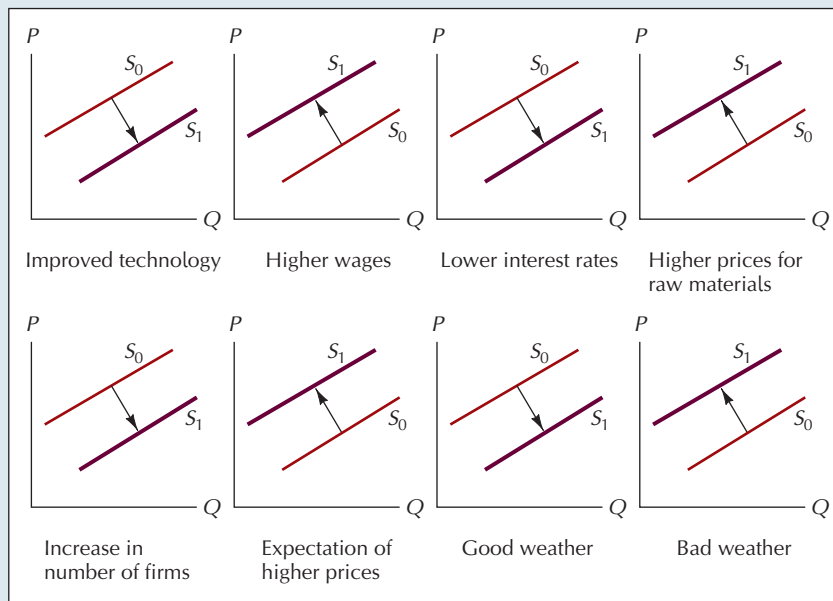 P
S0
S1
Q
Improved technology
P
S1
S0
Q
Higher wages
P
S0
S1
Q
Lower interest rates
P
S1
S0
Q
Higher prices for
raw materials
P
S0
S1
Q
Increase in
number of firms
P
S1
S0
Q
Expectation of
higher prices
P
S0
S1
Q
Good weather
P
S1
S0
Q
Bad weather